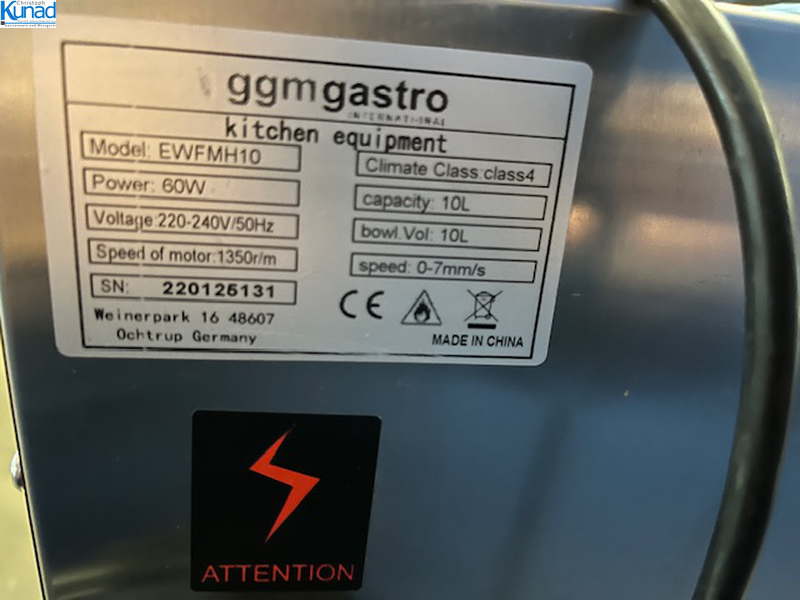 Christoph
Kunad
ggmgastro
INTERNATIONAL
kitchen equipment
Model: EWFMH10
Power: 60W
Voltage:220-240V/50Hz
Speed of motor:1350r/m
SN: 220125131
Weinerpark 16 48607
Ochtrup Germany
Climate Class:class4
capacity: 10L
bowl.Vol: 10L
speed: 0-7mm/s
CE
MADE IN CHINA
ATTENTION